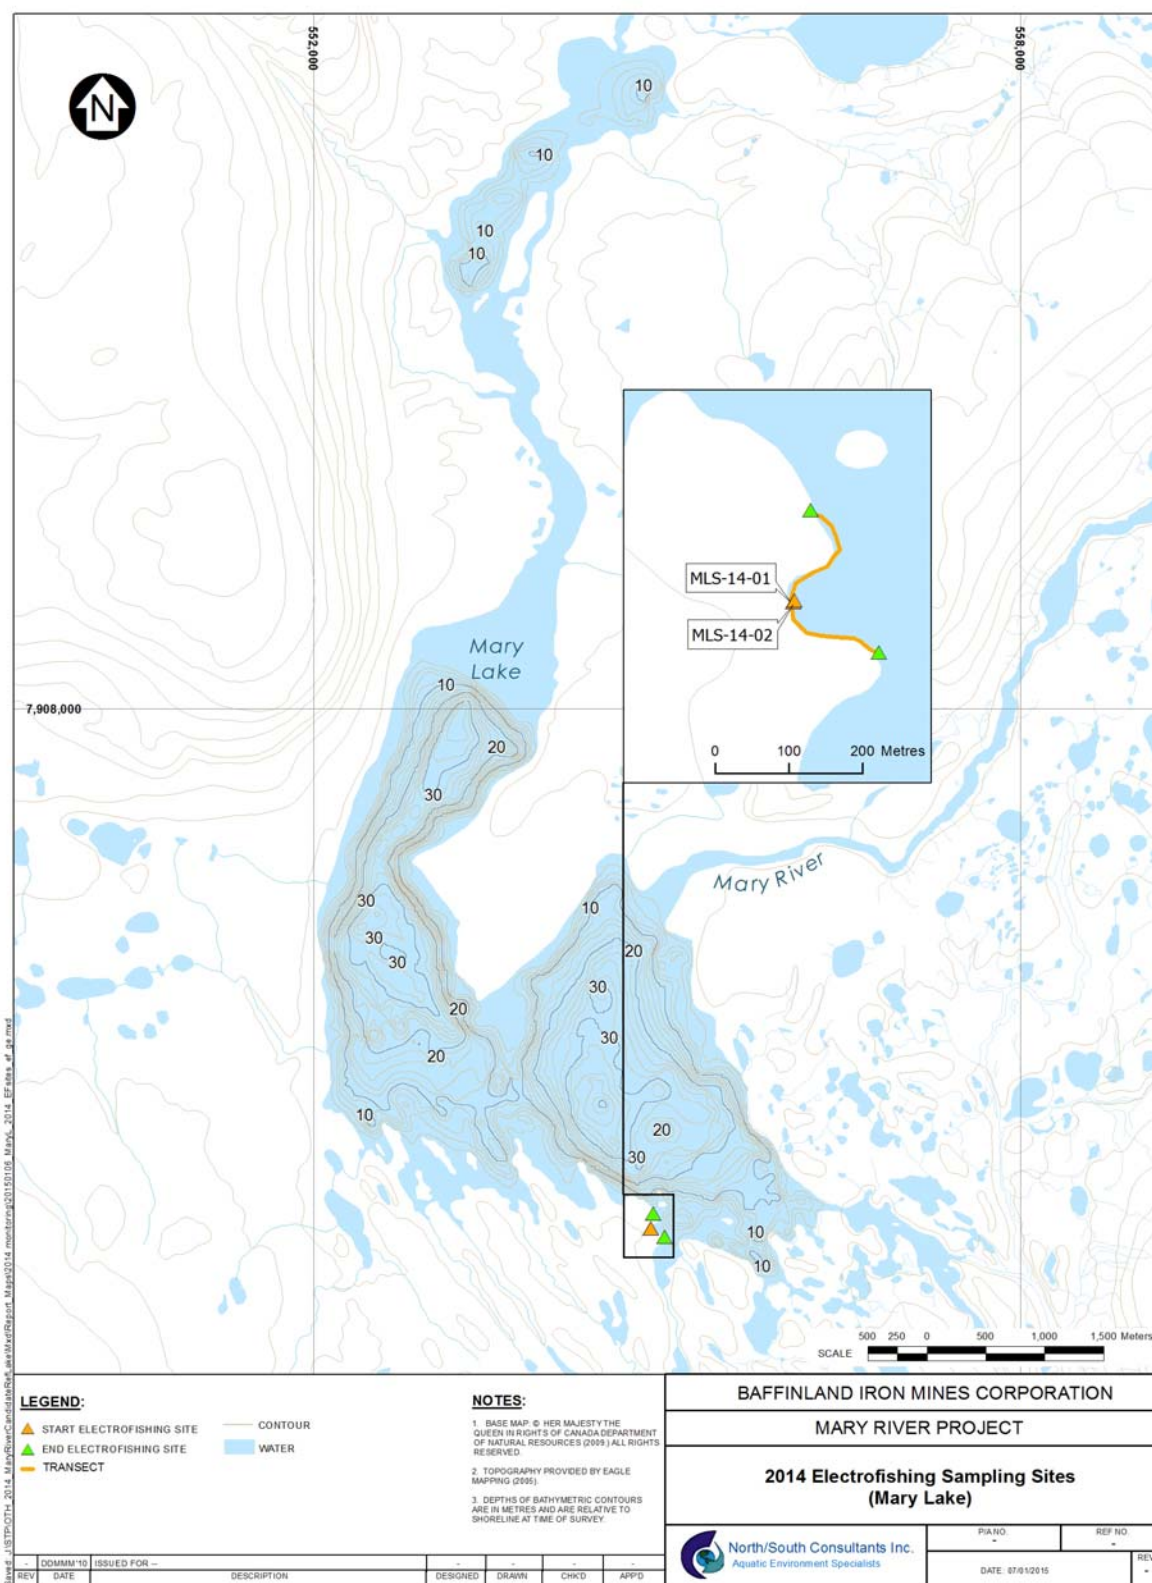 552,000
558,000
N
10
10
10
10
MLS-14-01
MLS-14-02
0 100 200 Metres
Mary
Lake
10
7,908,000
20
30
Mary River
30
10
30
20
30
30
20
30
20
10
20
30
10
10
500 250 0 500 1,000 1,500 Meters
SCALE
LEGEND:
START ELECTROFISHING SITE
END ELECTROFISHING SITE
TRANSECT
CONTOUR
WATER
NOTES:
1. BASE MAP: © HER MAJESTY THE
QUEEN IN RIGHTS OF CANADA DEPARTMENT
OF NATURAL RESOURCES (2009.) ALL RIGHTS
RESERVED.
2. TOPOGRAPHY PROVIDED BY EAGLE
MAPPING (2005).
3. DEPTHS OF BATHYMETRIC CONTOURS
ARE IN METRES AND ARE RELATIVE TO
SHORELINE AT TIME OF SURVEY.
BAFFINLAND IRON MINES CORPORATION
MARY RIVER PROJECT
2014 Electrofishing Sampling Sites
(Mary Lake)
North/South Consultants Inc.
Aquatic Environment Specialists
P/A NO.
-
REF NO.
-
DATE: 07/01/2015
REV
-
- DDMMM'10 ISSUED FOR -- - - - -
REV DATE DESCRIPTION DESIGNED DRAWN CHK'D APP'D